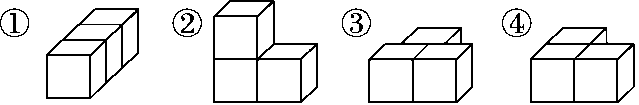 ① ② ③ ④